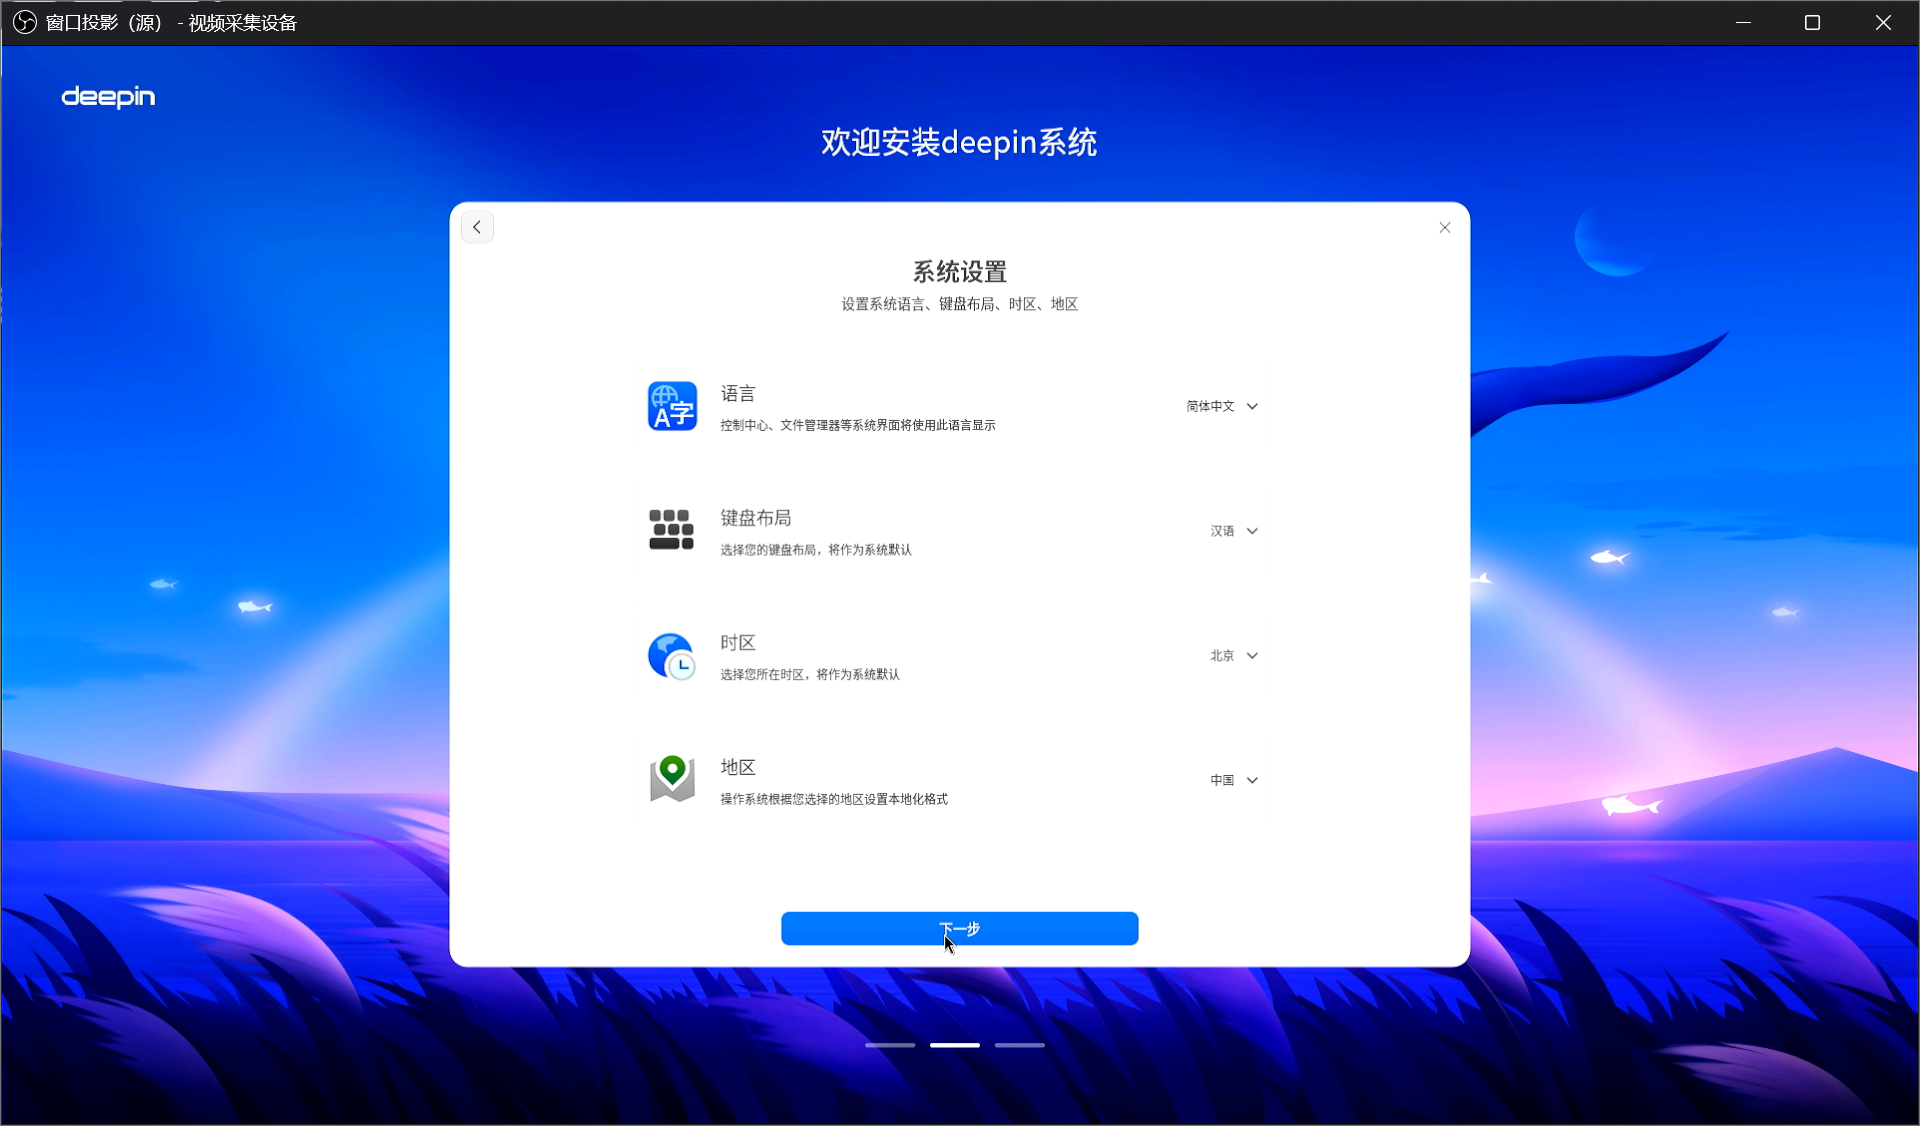 窗口投影（源） - 视频采集设备
deepin
欢迎安装deepin系统
系统设置
设置系统语言、键盘布局、时区、地区
A字
语言
控制中心、文件管理器等系统界面将使用此语言显示
简体中文
键盘布局
选择您的键盘布局，将作为系统默认
汉语
时区
选择您所在时区，将作为系统默认
北京
地区
操作系统根据您选择的地区设置本地化格式
中国
下一步